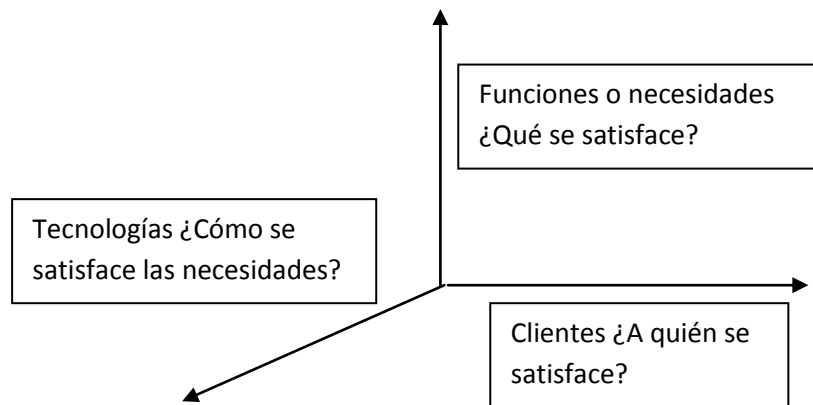 Funciones o necesidades
¿Qué se satisface?
Tecnologías ¿Cómo se
satisface las necesidades?
Clientes ¿A quién se
satisface?